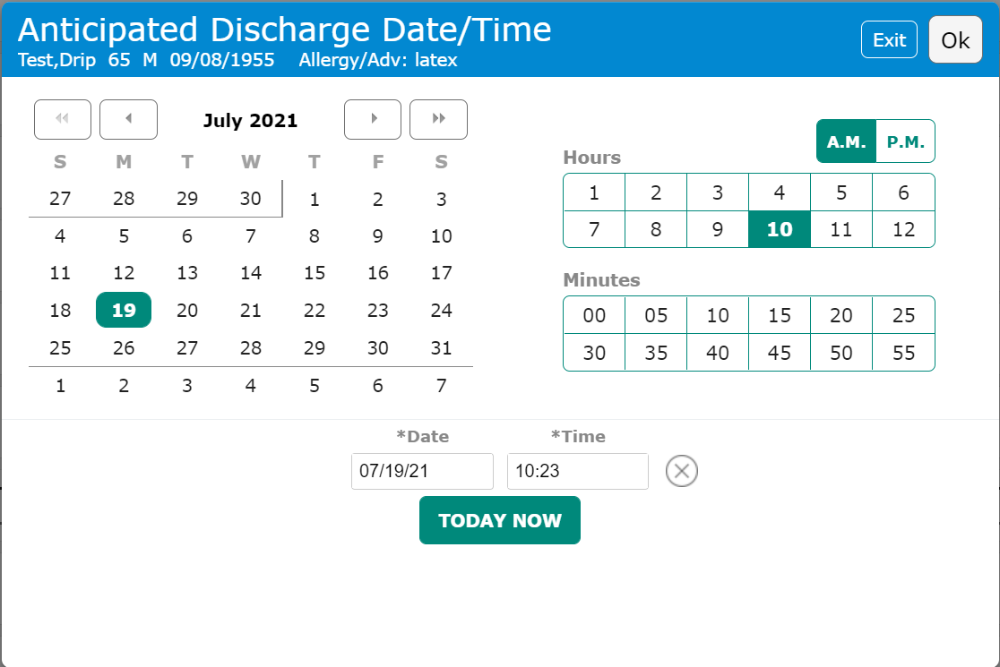 Anticipated Discharge Date/Time
Test,Drip 65 M 09/08/1955 Allergy/Adv: latex
Exit
Ok
July 2021
S M T W T F S
27 28 29 30 1 2 3
4 5 6 7 8 9 10
11 12 13 14 15 16 17
18 19 20 21 22 23 24
25 26 27 28 29 30 31
1 2 3 4 5 6 7
A.M. P.M.
Hours
1 2 3 4 5 6
7 8 9 10 11 12
Minutes
00 05 10 15 20 25
30 35 40 45 50 55
*Date *Time
07/19/21 10:23
TODAY NOW